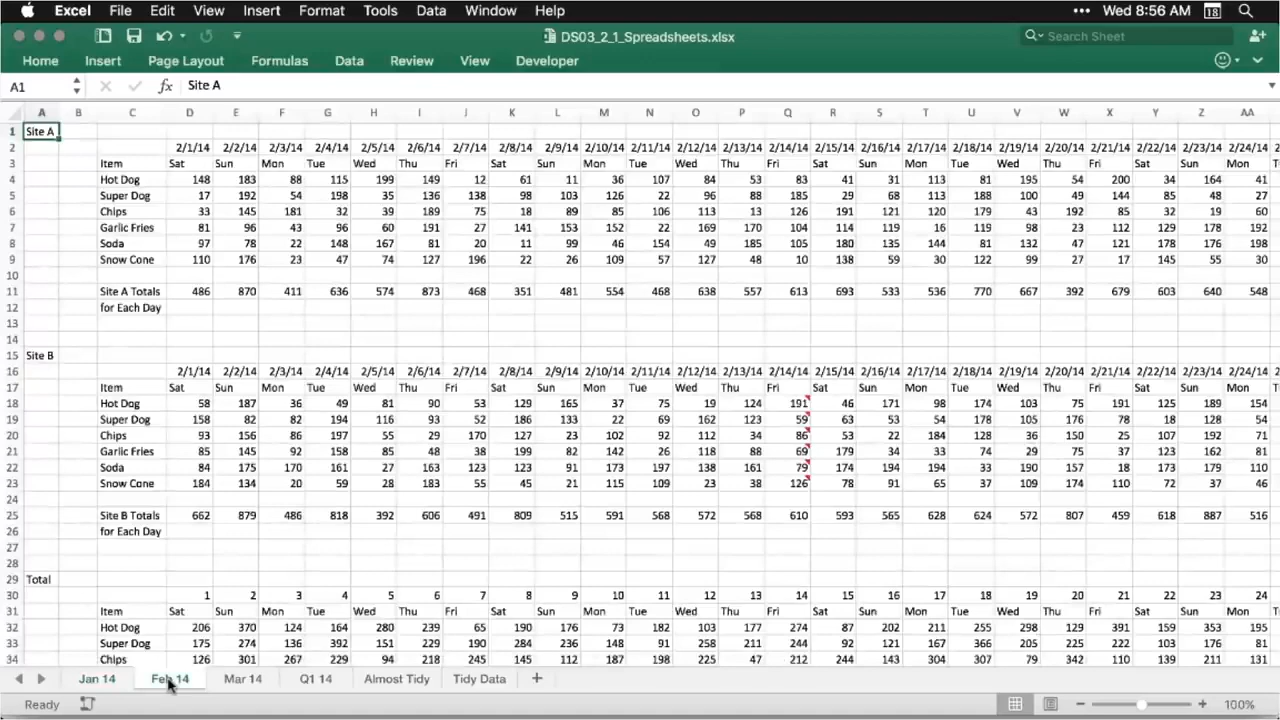 Excel File Edit View Insert Format Tools Data Window Help ••• Wed 8:56 AM 18
DS03_2_1_Spreadsheets.xlsx Search Sheet
Home Insert Page Layout Formulas Data Review View Developer
A1 fx Site A
A B C D E F G H I J K L M N O P Q R S T U V W X Y Z AA
1 Site A
2 2/1/14 2/2/14 2/3/14 2/4/14 2/5/14 2/6/14 2/7/14 2/8/14 2/9/14 2/10/14 2/11/14 2/12/14 2/13/14 2/14/14 2/15/14 2/16/14 2/17/14 2/18/14 2/19/14 2/20/14 2/21/14 2/22/14 2/23/14 2/24/14
3 Item Sat Sun Mon Tue Wed Thu Fri Sat Sun Mon Tue Wed Thu Fri Sat Sun Mon Tue Wed Thu Fri Sat Sun Mon
4 Hot Dog 148 183 88 115 199 149 12 61 11 36 107 84 53 83 41 31 113 81 195 54 200 34 164 41
5 Super Dog 17 192 54 198 35 136 138 98 103 126 22 96 88 185 29 68 113 188 100 49 144 85 48 27
6 Chips 33 145 181 32 39 189 75 18 89 85 106 113 13 126 191 121 120 179 43 192 85 32 19 60
7 Garlic Fries 81 96 43 96 60 191 27 141 153 152 22 169 170 104 114 119 16 119 98 23 112 129 178 192
8 Soda 97 78 22 148 167 81 20 11 99 46 154 49 185 105 180 135 144 81 132 47 121 178 176 198
9 Snow Cone 110 176 23 47 74 127 196 22 26 109 57 127 48 10 138 59 30 122 99 27 17 145 55 30
10
11 Site A Totals 486 870 411 636 574 873 468 351 481 554 468 638 557 613 693 533 536 770 667 392 679 603 640 548
12 for Each Day
13
14
15 Site B
16 2/1/14 2/2/14 2/3/14 2/4/14 2/5/14 2/6/14 2/7/14 2/8/14 2/9/14 2/10/14 2/11/14 2/12/14 2/13/14 2/14/14 2/15/14 2/16/14 2/17/14 2/18/14 2/19/14 2/20/14 2/21/14 2/22/14 2/23/14 2/24/14
17 Item Sat Sun Mon Tue Wed Thu Fri Sat Sun Mon Tue Wed Thu Fri Sat Sun Mon Tue Wed Thu Fri Sat Sun Mon
18 Hot Dog 58 187 36 49 81 90 53 129 165 37 75 19 124 191 46 171 98 174 103 75 191 125 189 154
19 Super Dog 158 82 82 194 116 93 52 186 133 22 69 162 123 59 63 53 54 178 105 176 78 18 128 54
20 Chips 93 156 86 197 55 29 170 127 23 102 92 112 34 86 53 22 184 128 36 150 25 107 192 71
21 Garlic Fries 85 145 92 158 85 48 38 199 82 142 26 118 88 69 179 34 33 74 29 75 37 123 162 81
22 Soda 84 175 170 161 27 163 123 123 91 173 197 138 161 79 174 194 194 33 190 157 18 173 179 110
23 Snow Cone 184 134 20 59 28 183 55 45 21 115 109 23 38 126 78 91 65 37 109 174 110 72 37 46
24
25 Site B Totals 662 879 486 818 392 606 491 809 515 591 568 572 568 610 593 565 628 624 572 807 459 618 887 516
26 for Each Day
27
28
29 Total
30 1 2 3 4 5 6 7 8 9 10 11 12 13 14 15 16 17 18 19 20 21 22 23 24
31 Item Sat Sun Mon Tue Wed Thu Fri Sat Sun Mon Tue Wed Thu Fri Sat Sun Mon Tue Wed Thu Fri Sat Sun Mon
32 Hot Dog 206 370 124 164 280 239 65 190 176 73 182 103 177 274 87 202 211 255 298 129 391 159 353 195
33 Super Dog 175 274 136 392 151 229 190 284 236 148 91 258 211 244 92 121 167 366 205 225 222 103 176 81
34 Chips 126 301 267 229 94 218 245 145 112 187 198 225 47 212 244 143 304 307 79 342 110 139 211 131
Jan 14 Feb 14 Mar 14 Q1 14 Almost Tidy Tidy Data +
Ready 100%